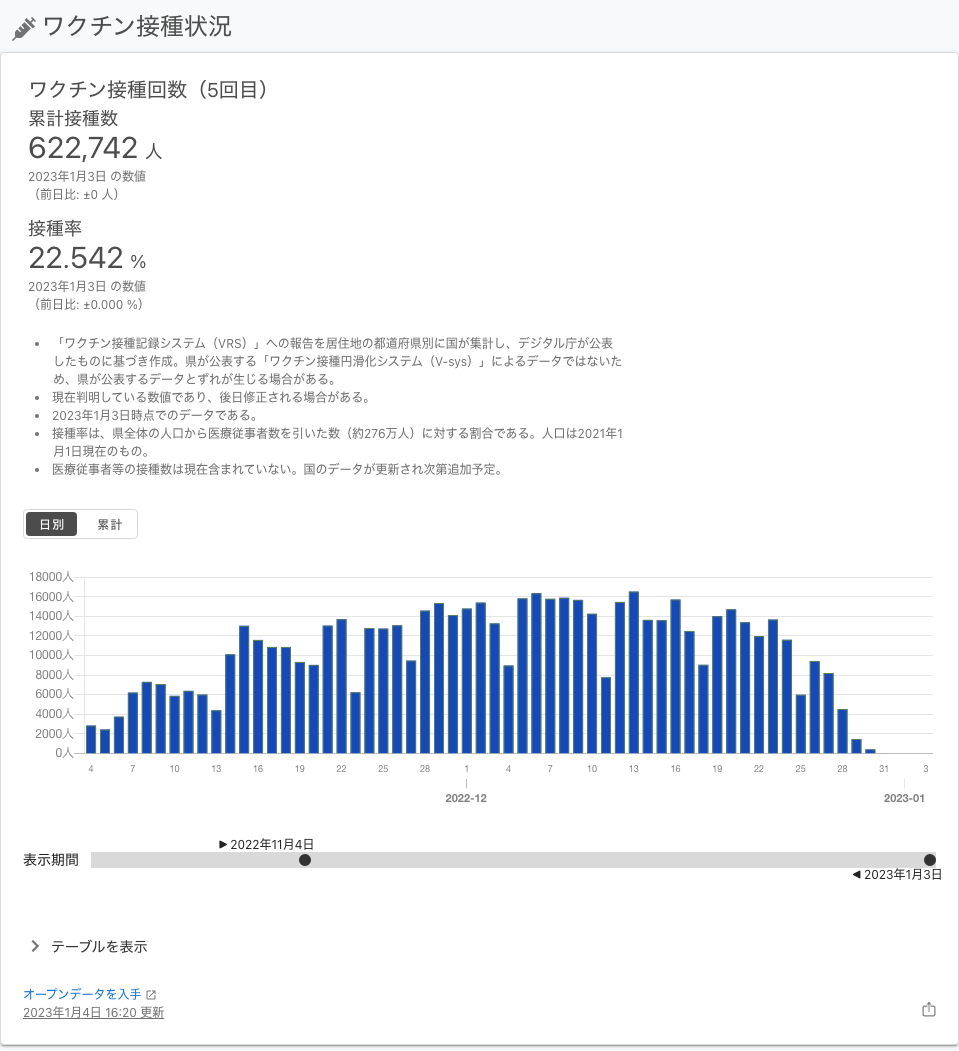 ワクチン接種状況
ワクチン接種回数（5回目）
累計接種数
622,742 人
2023年1月3日 の数値
（前日比: ±0 人）
接種率
22.542 %
2023年1月3日 の数値
（前日比: ±0.000 %）
• 「ワクチン接種記録システム（VRS）」への報告を居住地の都道府県別に国が集計し、デジタル庁が公表
したものに基づき作成。県が公表する「ワクチン接種円滑化システム（V-sys）」によるデータではないた
め、県が公表するデータとずれが生じる場合がある。
• 現在判明している数値であり、後日修正される場合がある。
• 2023年1月3日時点でのデータである。
• 接種率は、県全体の人口から医療従事者数を引いた数（約276万人）に対する割合である。人口は2021年1
月1日現在のもの。
• 医療従事者等の接種数は現在含まれていない。国のデータが更新され次第追加予定。
日別 累計
18000人
16000人
14000人
12000人
10000人
8000人
6000人
4000人
2000人
0人
4 7 10 13 16 19 22 25 28 1 4 7 10 13 16 19 22 25 28 31 3
2022-12 2023-01
▶ 2022年11月4日
表示期間
◀ 2023年1月3日
テーブルを表示
オープンデータを入手
2023年1月4日 16:20 更新